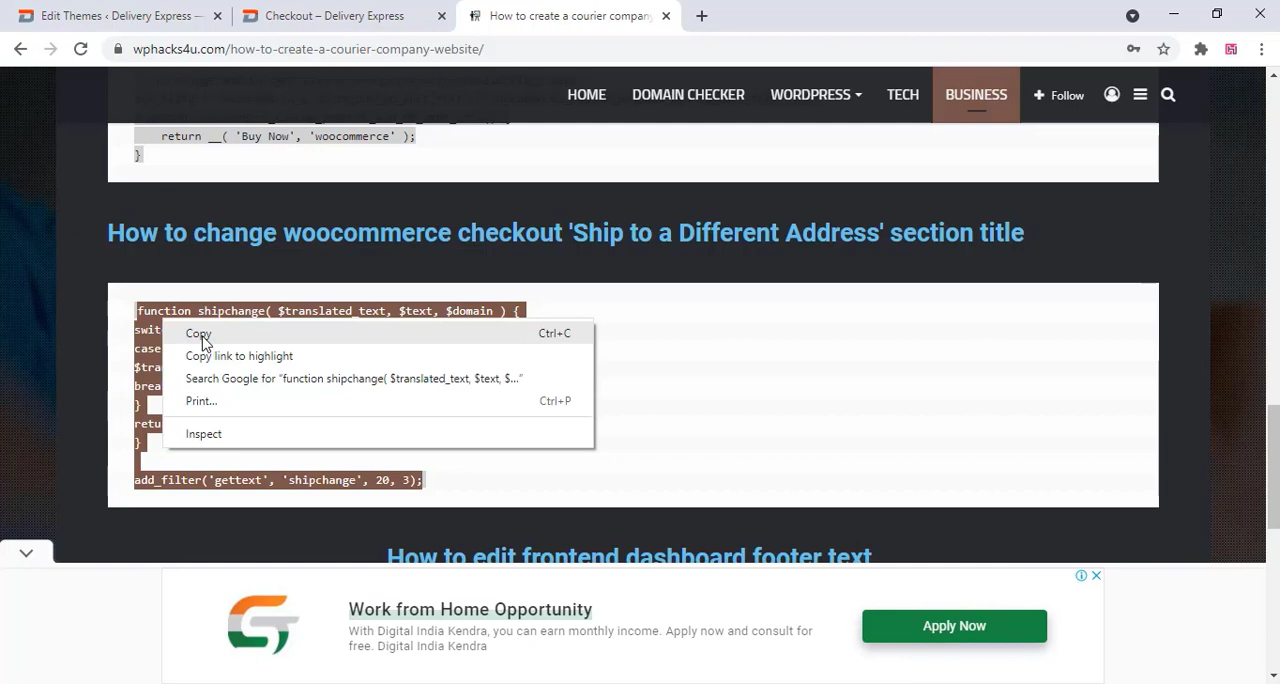 Edit Themes ‹ Delivery Express —
Checkout – Delivery Express
How to create a courier company
wphacks4u.com/how-to-create-a-courier-company-website/
HOME
DOMAIN CHECKER
WORDPRESS
TECH
BUSINESS
Follow
return __( 'Buy Now', 'woocommerce' );
}
How to change woocommerce checkout 'Ship to a Different Address' section title
function shipchange( $translated_text, $text, $domain ) {
swit
case
$tra
brea
}
retu
}
add_filter('gettext', 'shipchange', 20, 3);
Copy Ctrl+C
Copy link to highlight
Search Google for “function shipchange( $translated_text, $text, $...”
Print... Ctrl+P
Inspect
How to edit frontend dashboard footer text
Work from Home Opportunity
With Digital India Kendra, you can earn monthly income. Apply now and consult for
free. Digital India Kendra
Apply Now